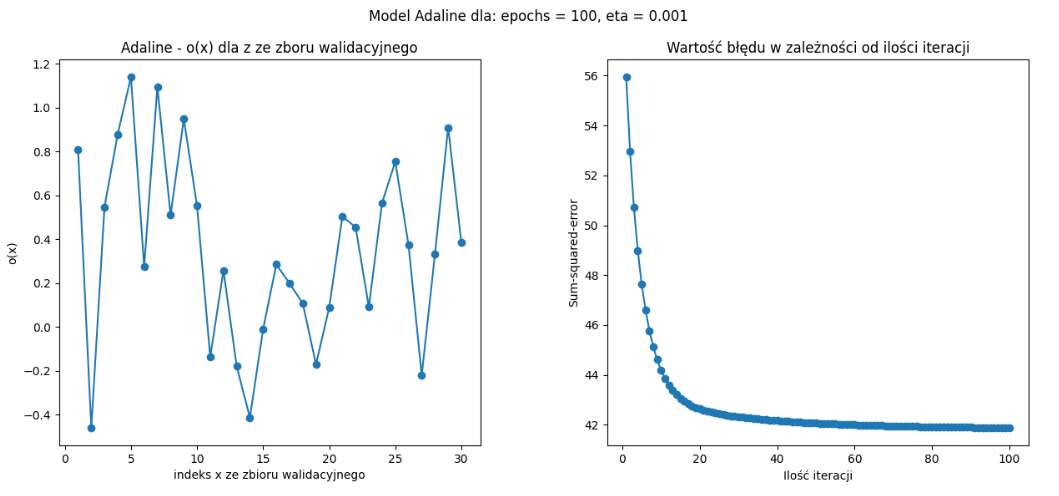 Model Adaline dla: epochs = 100, eta = 0.001
Adaline - o(x) dla z ze zboru walidacyjnego
o(x)
1.2
1.0
0.8
0.6
0.4
0.2
0.0
−0.2
−0.4
0 5 10 15 20 25 30
indeks x ze zbioru walidacyjnego
Wartość błędu w zależności od ilości iteracji
Sum-squared-error
56
54
52
50
48
46
44
42
0 20 40 60 80 100
Ilość iteracji